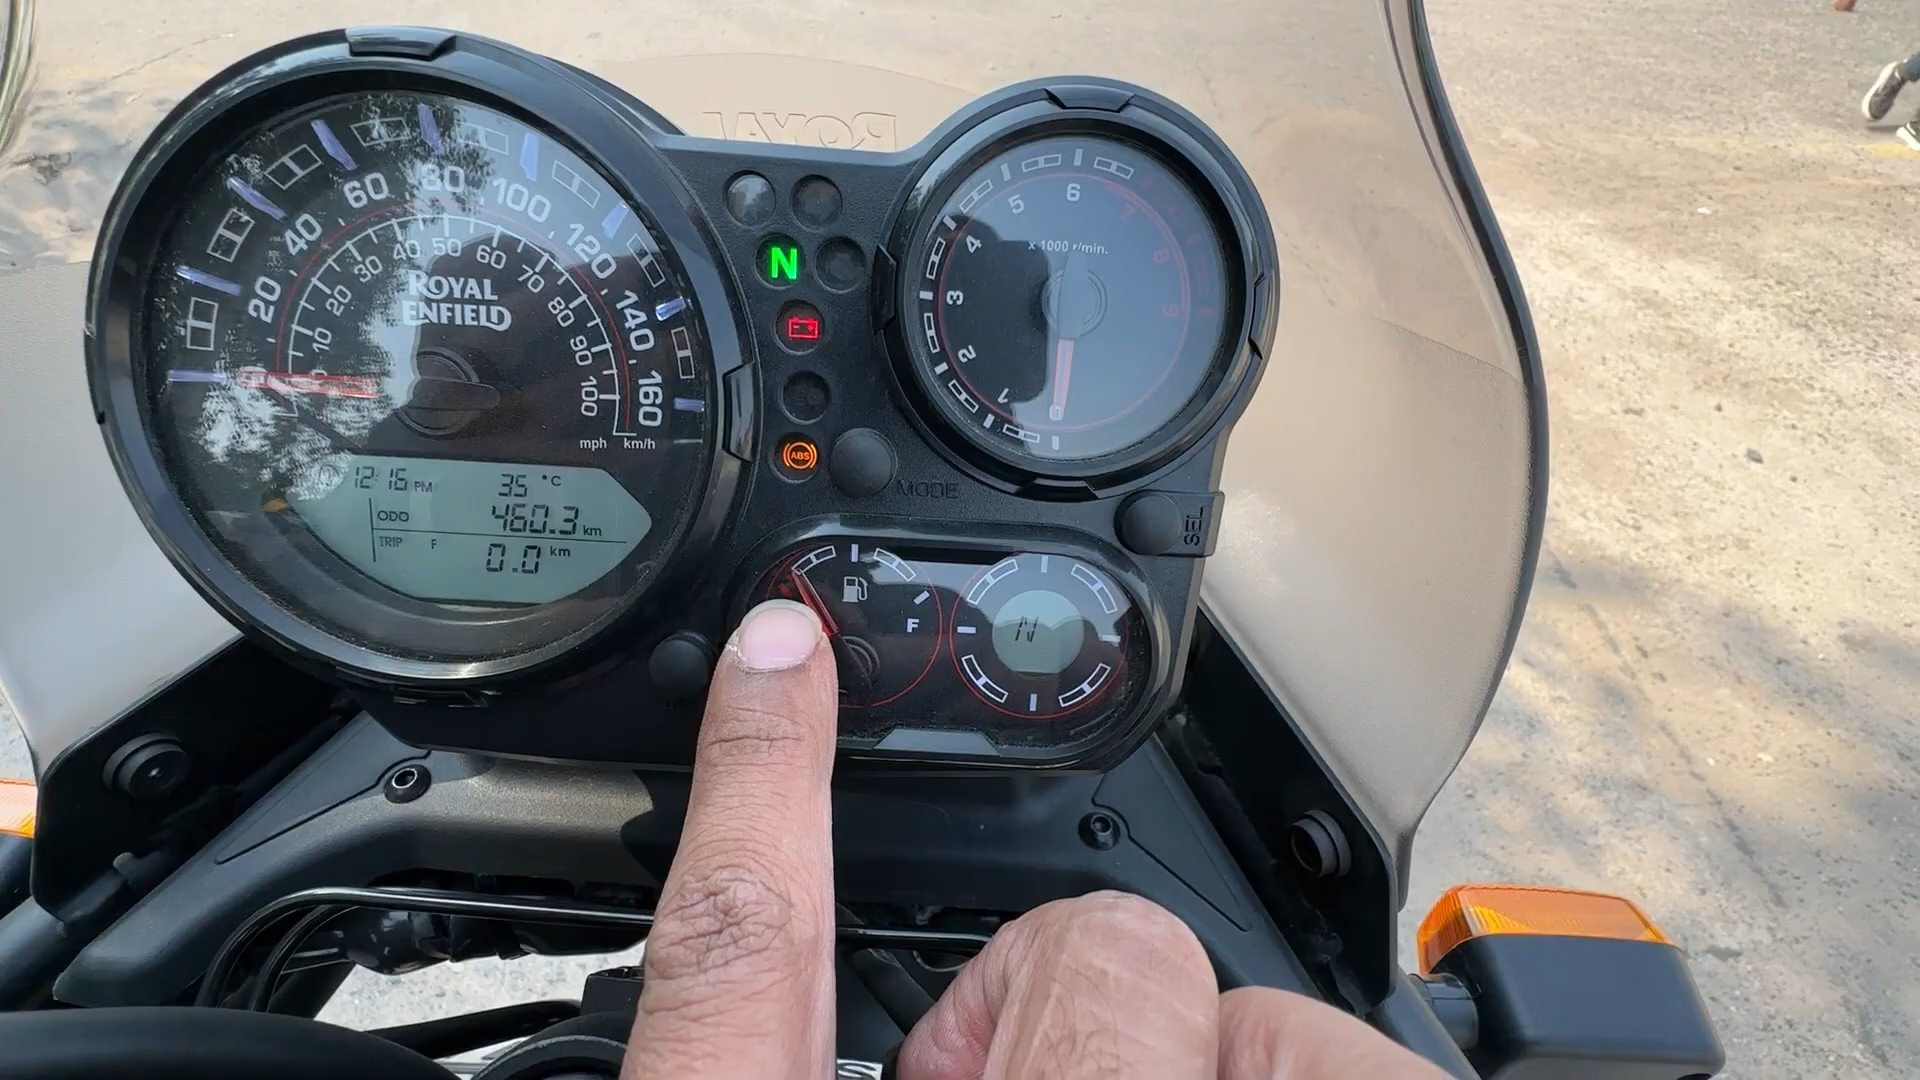 ROYAL
20
40
60
80
100
120
140
160
10
20
30
40
50
60
70
80
90
100
ROYAL
ENFIELD
mph km/h
12:16 PM 35 °C
ODO 460.3 km
TRIP F 0.0 km
N
ABS
MODE
SEL
0
1
2
3
4
5
6
7
8
9
x 1000 r/min.
F
N